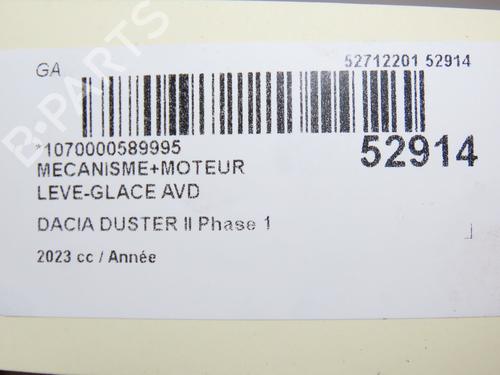 GA
52712201 52914
*1070000589995
52914
MECANISME+MOTEUR
LEVE-GLACE AVD
DACIA DUSTER II Phase 1
2023 cc / Année
B-PARTS